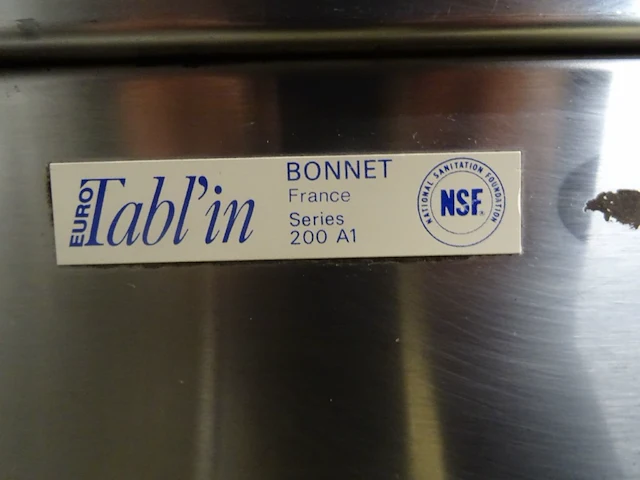 EURO
Tabl'in
BONNET
France
Series
200 A1
NATIONAL SANITATION FOUNDATION
NSF